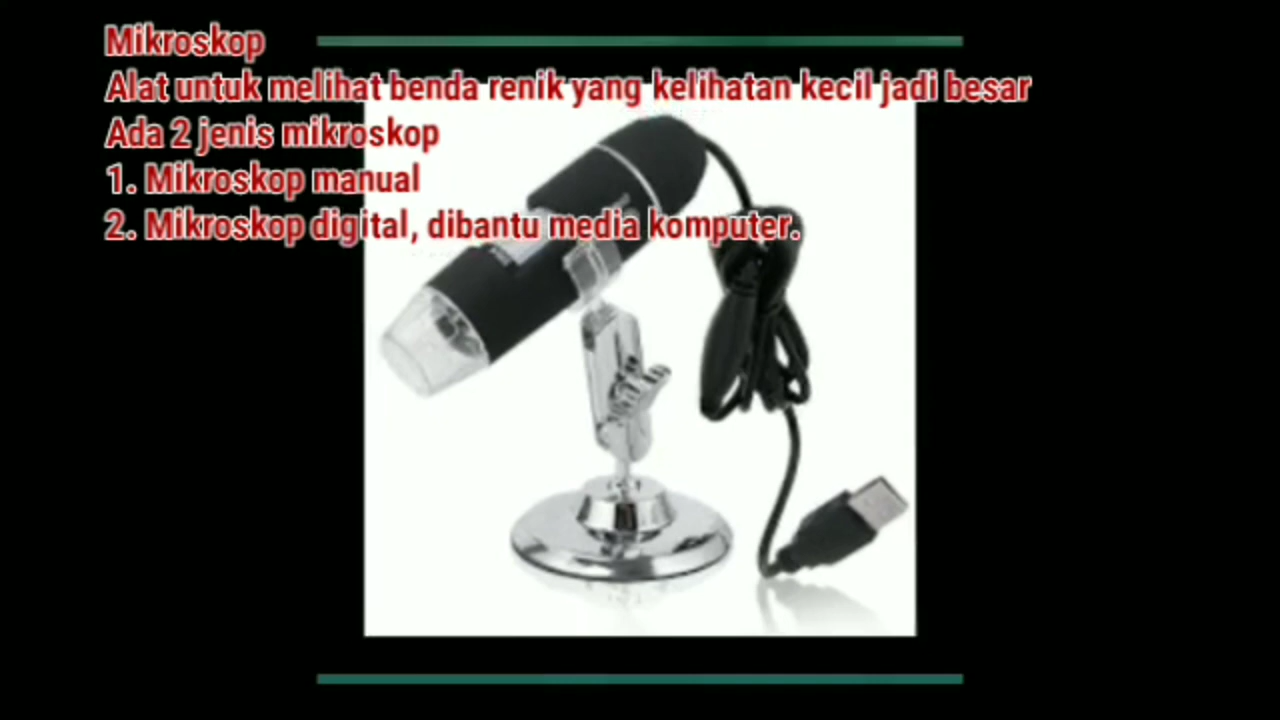 Mikroskop
Alat untuk melihat benda renik yang kelihatan kecil jadi besar
Ada 2 jenis mikroskop
1. Mikroskop manual
2. Mikroskop digital, dibantu media komputer.